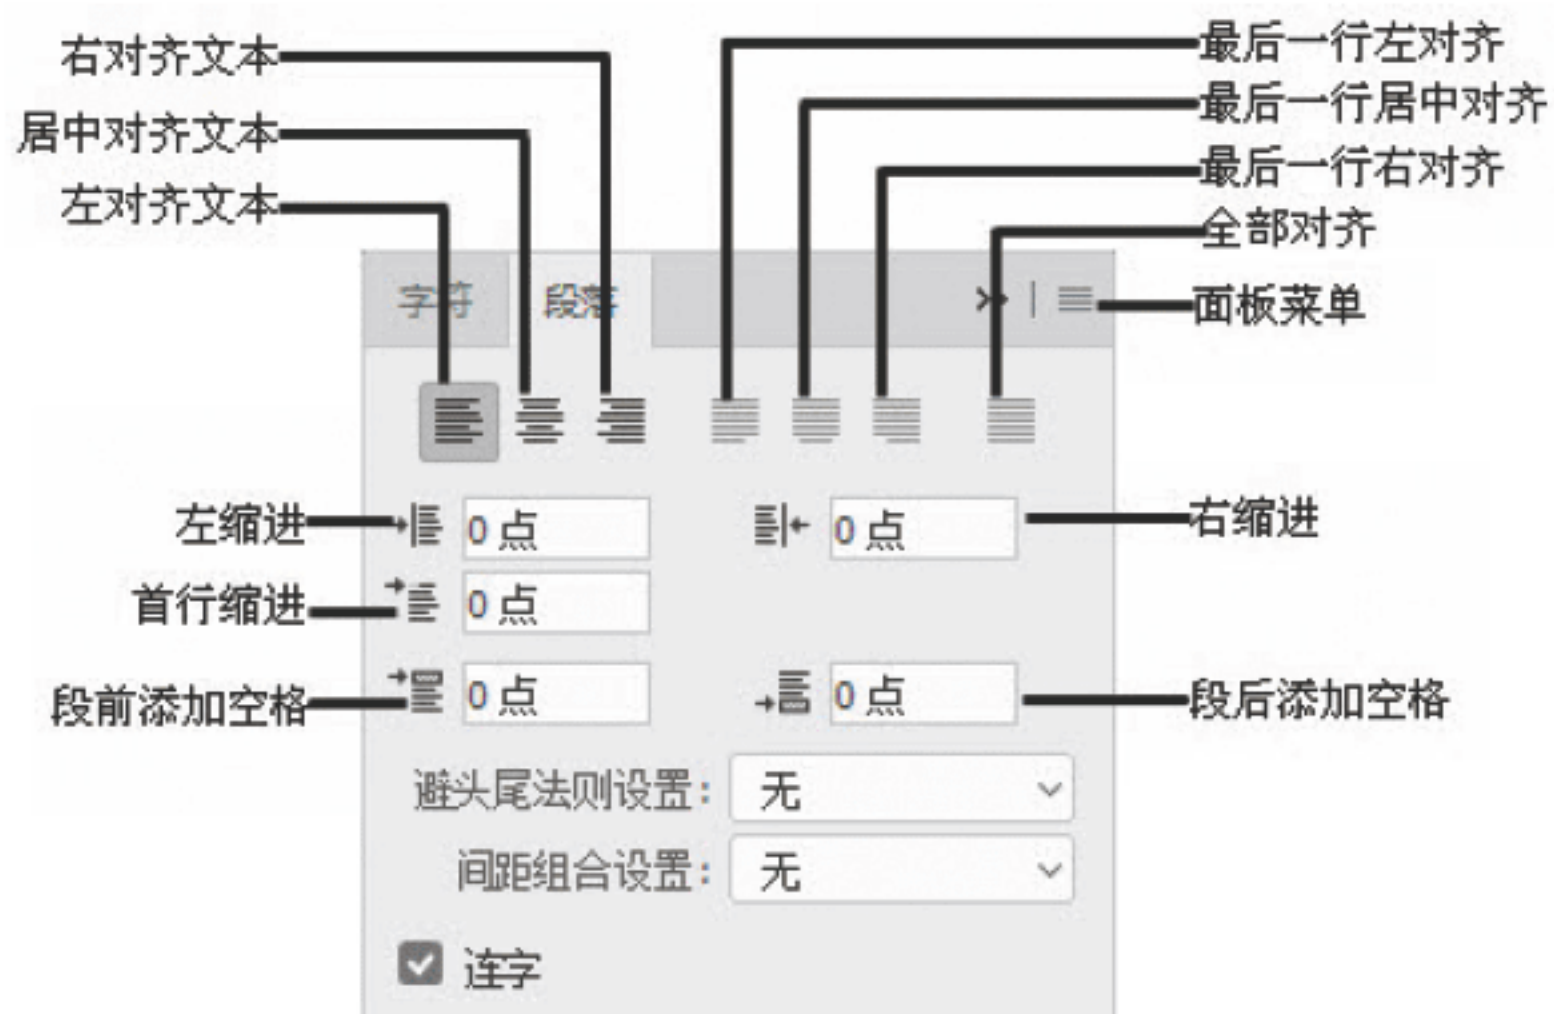 右对齐文本
居中对齐文本
左对齐文本
最后一行左对齐
最后一行居中对齐
最后一行右对齐
全部对齐
面板菜单
字符 段落
左缩进 0 点 0 点 右缩进
首行缩进 0 点
段前添加空格 0 点 0 点 段后添加空格
避头尾法则设置: 无
间距组合设置: 无
连字